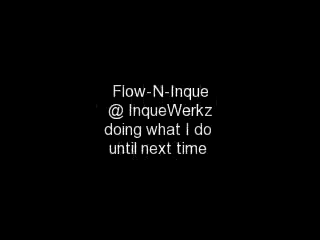 Flow-N-Inque
@ InqueWerkz
doing what I do
until next time